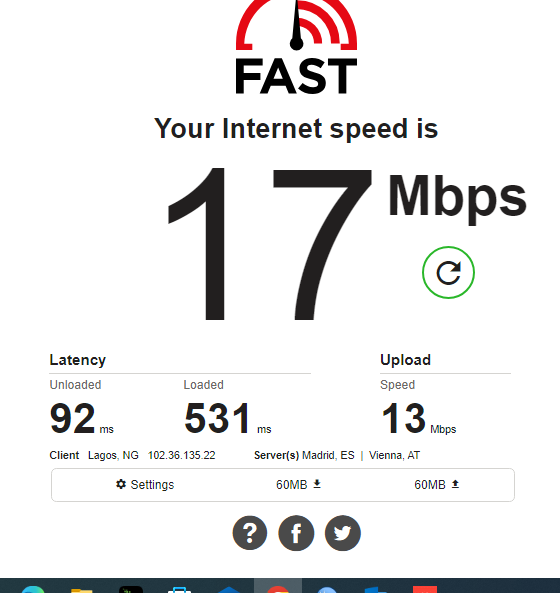 FAST
Your Internet speed is
17 Mbps
Latency Upload
Unloaded Loaded Speed
92 ms 531 ms 13 Mbps
Client Lagos, NG 102.36.135.22 Server(s) Madrid, ES | Vienna, AT
Settings 60MB 60MB
? f